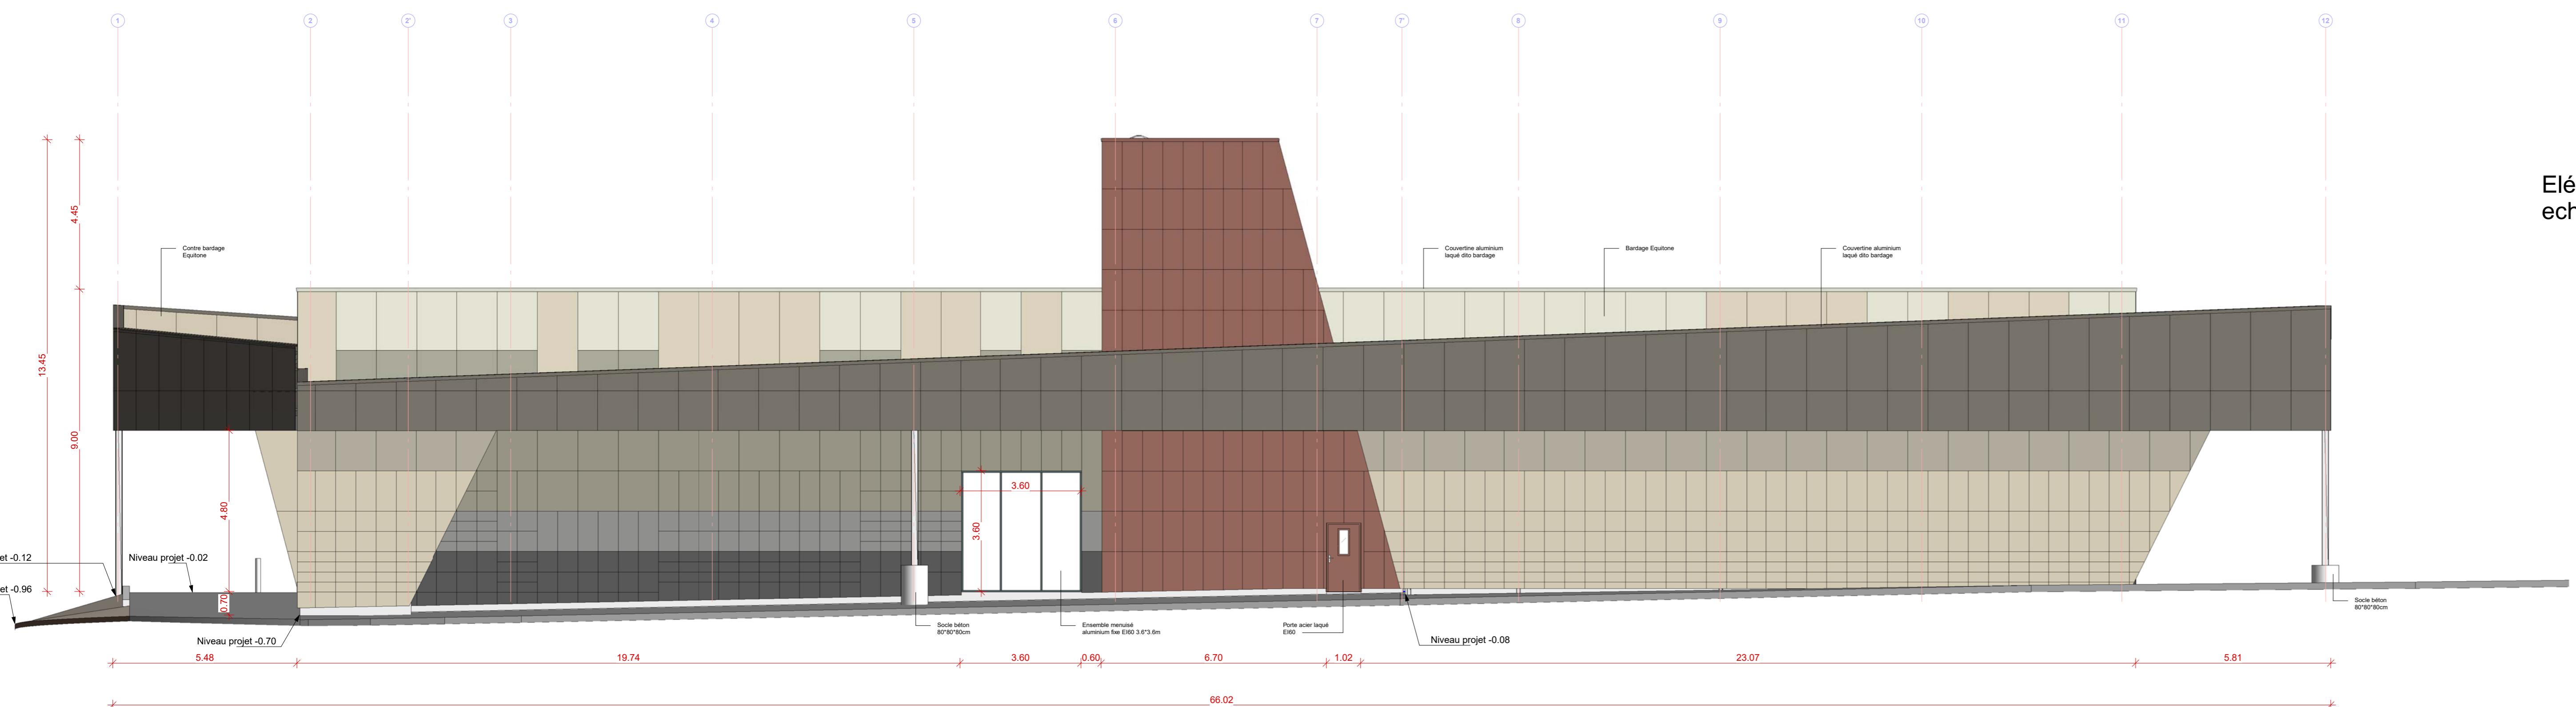 1 2 2' 3 4 5 6 7 7' 8 9 10 11 12
Elé
ech
4.45
13.45
9.00
Contre bardage
Equitone
Couvertine aluminium
laqué dito bardage
Bardage Equitone
Couvertine aluminium
laqué dito bardage
4.80
3.60
3.60
et -0.12
Niveau projet -0.02
et -0.96
0.70
Niveau projet -0.70
Socle béton
80*80*80cm
Ensemble menuisé
aluminium fixe EI60 3.6*3.6m
Porte acier laqué
EI60
Niveau projet -0.08
Socle béton
80*80*80cm
5.48 19.74 3.60 0.60 6.70 1.02 23.07 5.81
66.02